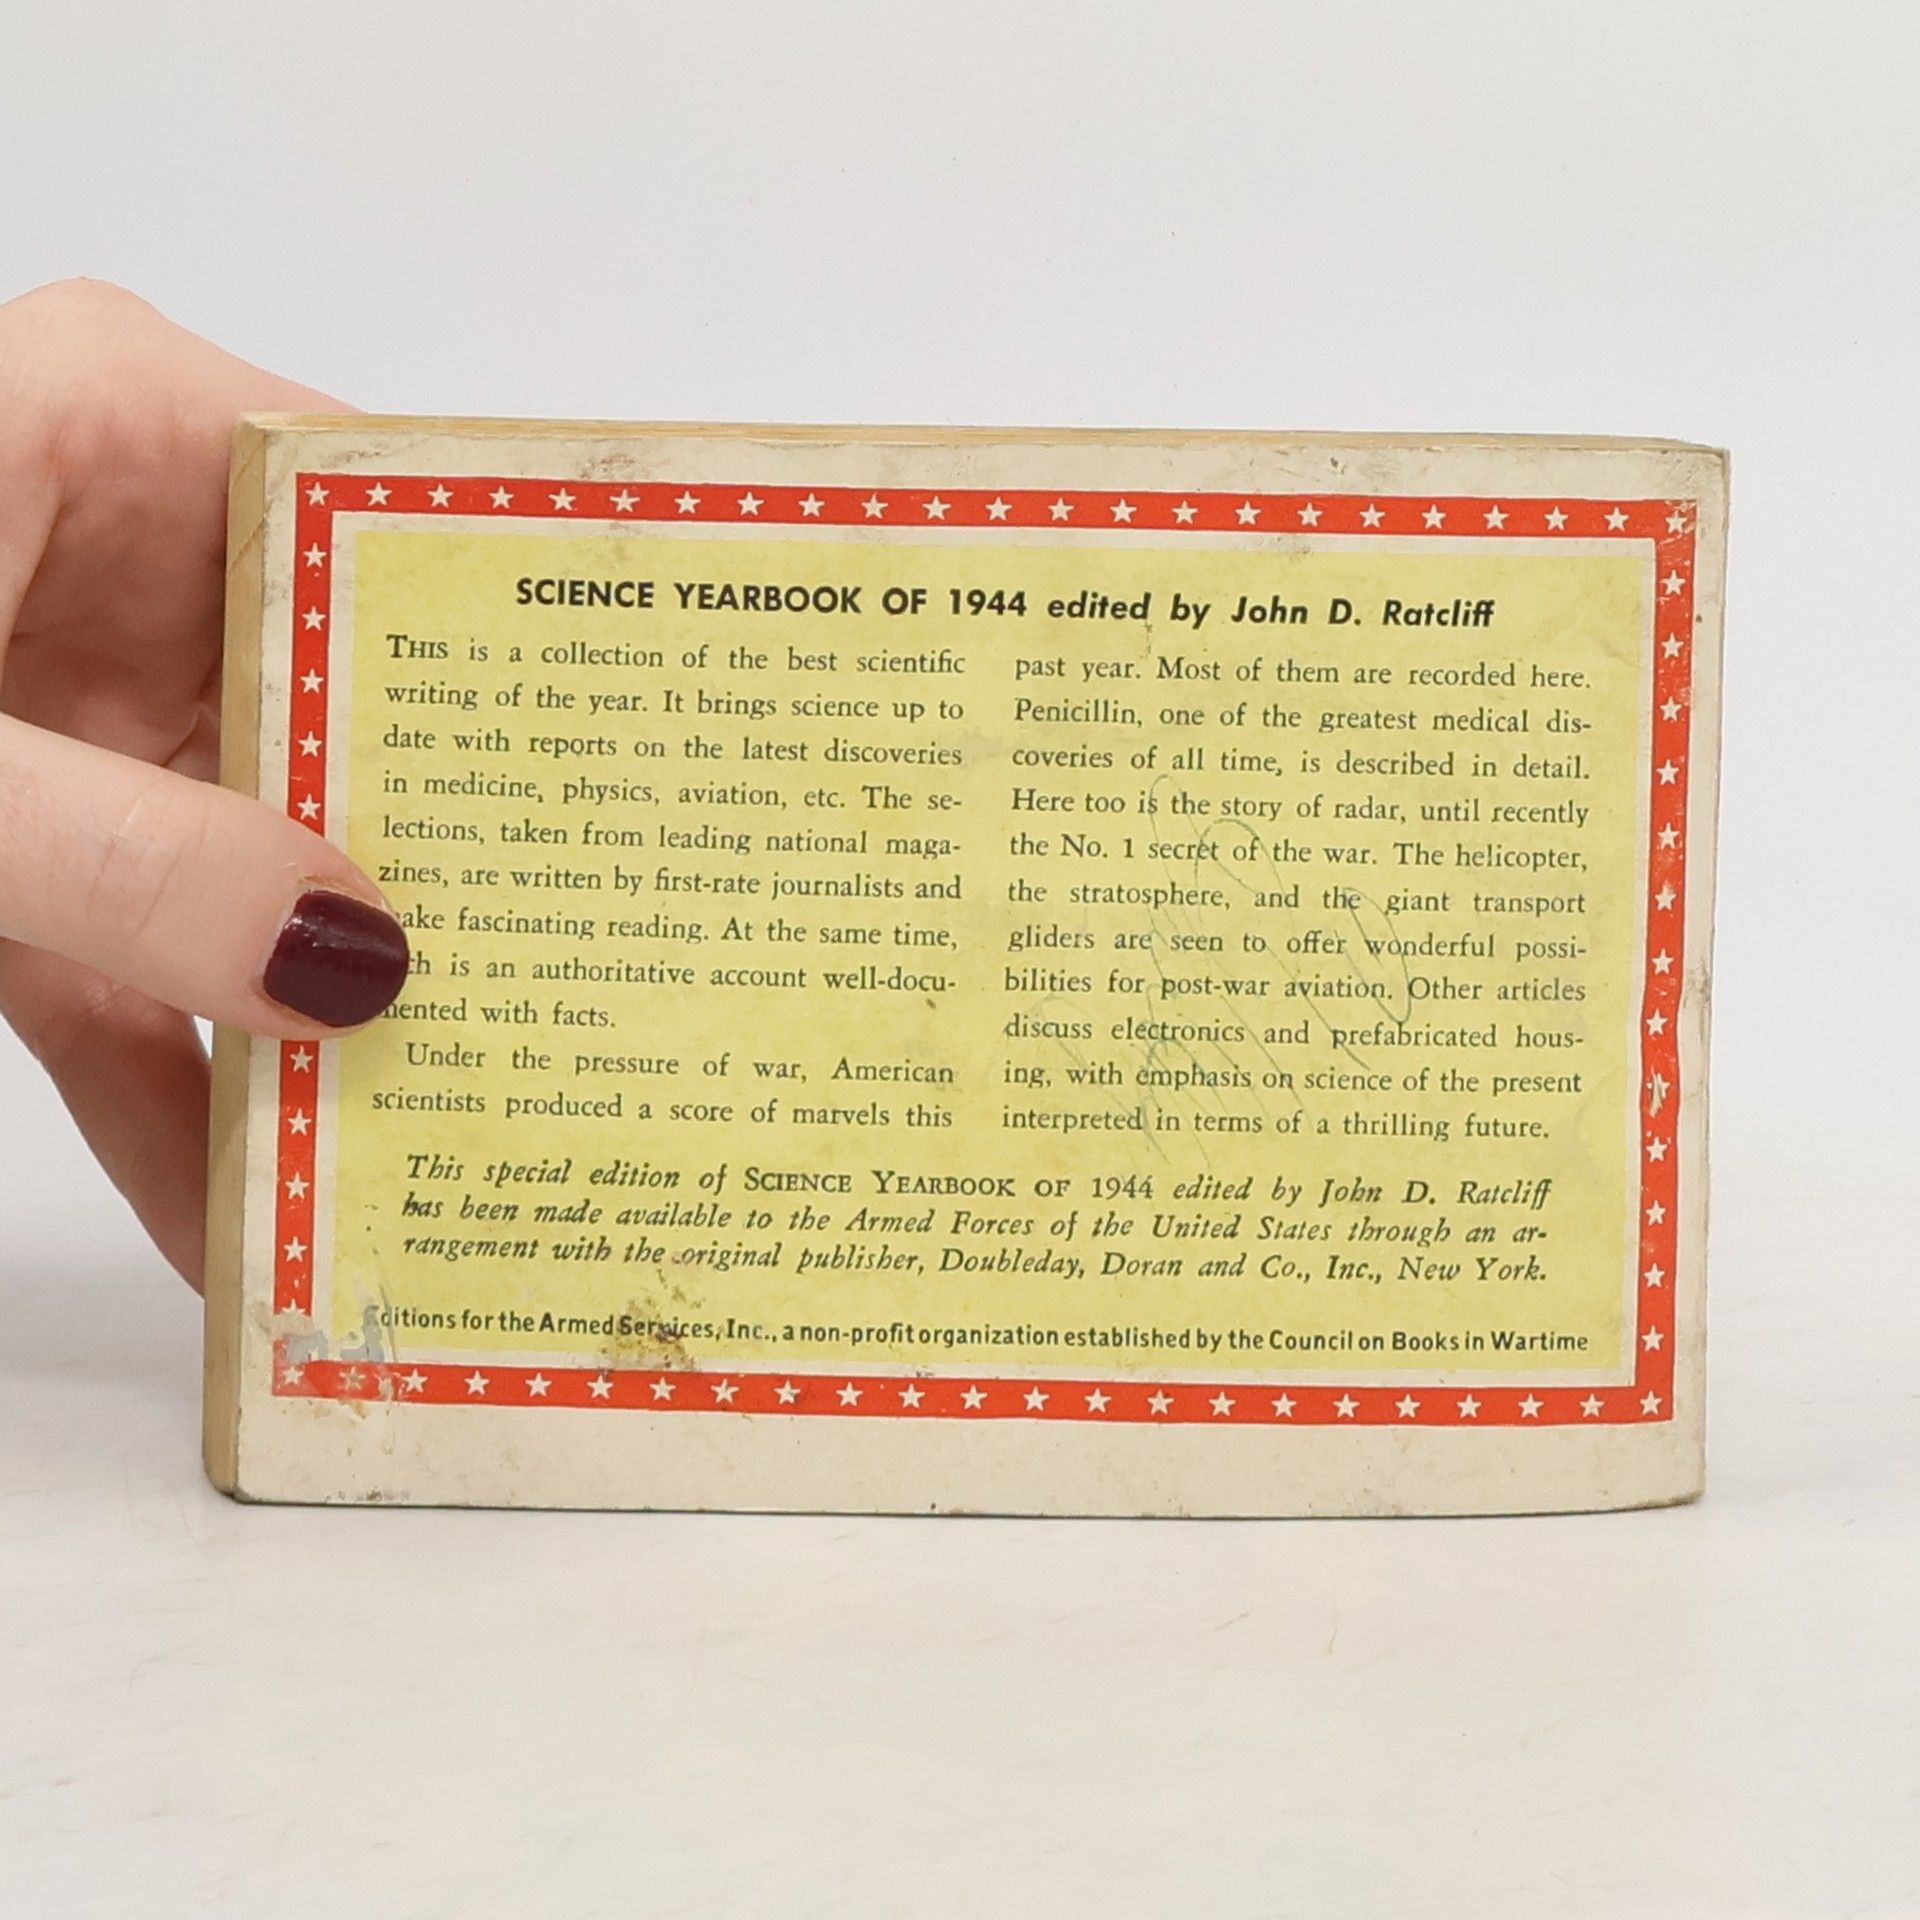 SCIENCE YEARBOOK OF 1944 edited by John D. Ratcliff
THIS is a collection of the best scientific
writing of the year. It brings science up to
date with reports on the latest discoveries
in medicine, physics, aviation, etc. The se-
lections, taken from leading national maga-
zines, are written by first-rate journalists and
fascinating reading. At the same time,
is an authoritative account well-docu-
mented with facts.
Under the pressure of war, American
scientists produced a score of marvels this
past year. Most of them are recorded here.
Penicillin, one of the greatest medical dis-
coveries of all time, is described in detail.
Here too is the story of radar, until recently
the No. 1 secret of the war. The helicopter,
the stratosphere, and the giant transport
gliders are seen to offer wonderful possi-
bilities for post-war aviation. Other articles
discuss electronics and prefabricated hous-
ing, with emphasis on science of the present
interpreted in terms of a thrilling future.
This special edition of SCIENCE YEARBOOK OF 1944 edited by John D. Ratcliff
has been made available to the Armed Forces of the United States through an ar-
rangement with the original publisher, Doubleday, Doran and Co., Inc., New York.
Editions for the Armed Services, Inc., a non-profit organization established by the Council on Books in Wartime